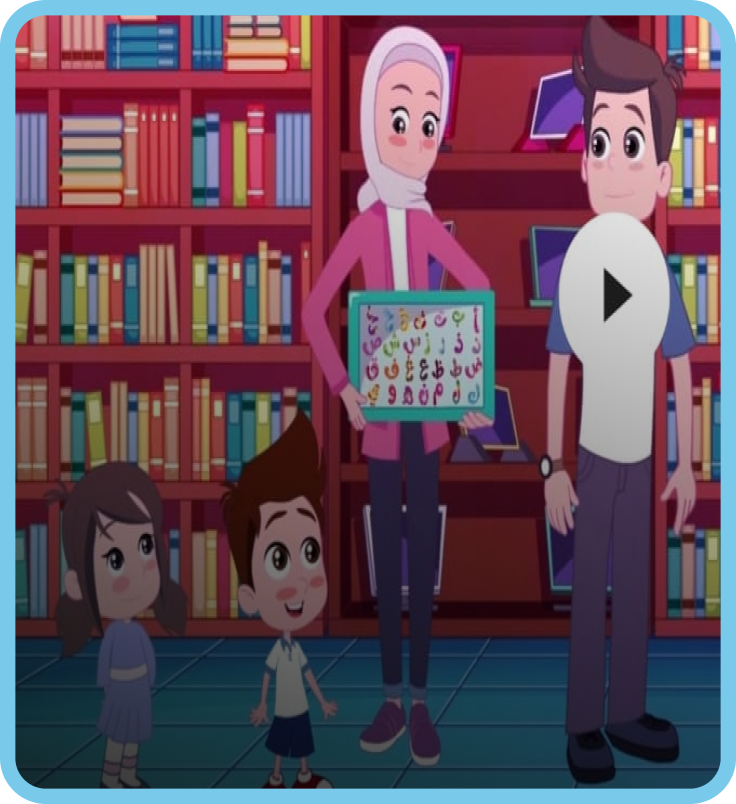 أ ب ت ث ج ح خ
د ذ ر ز س ش ص
ض ط ظ ع غ ف ق
ك ل م ن ه و ي